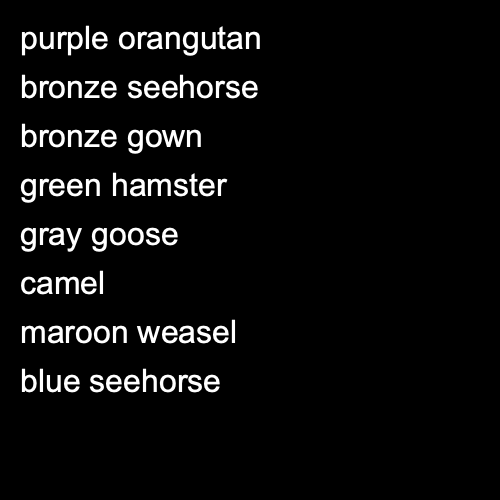 purple orangutan
bronze seehorse
bronze gown
green hamster
gray goose
camel
maroon weasel
blue seehorse